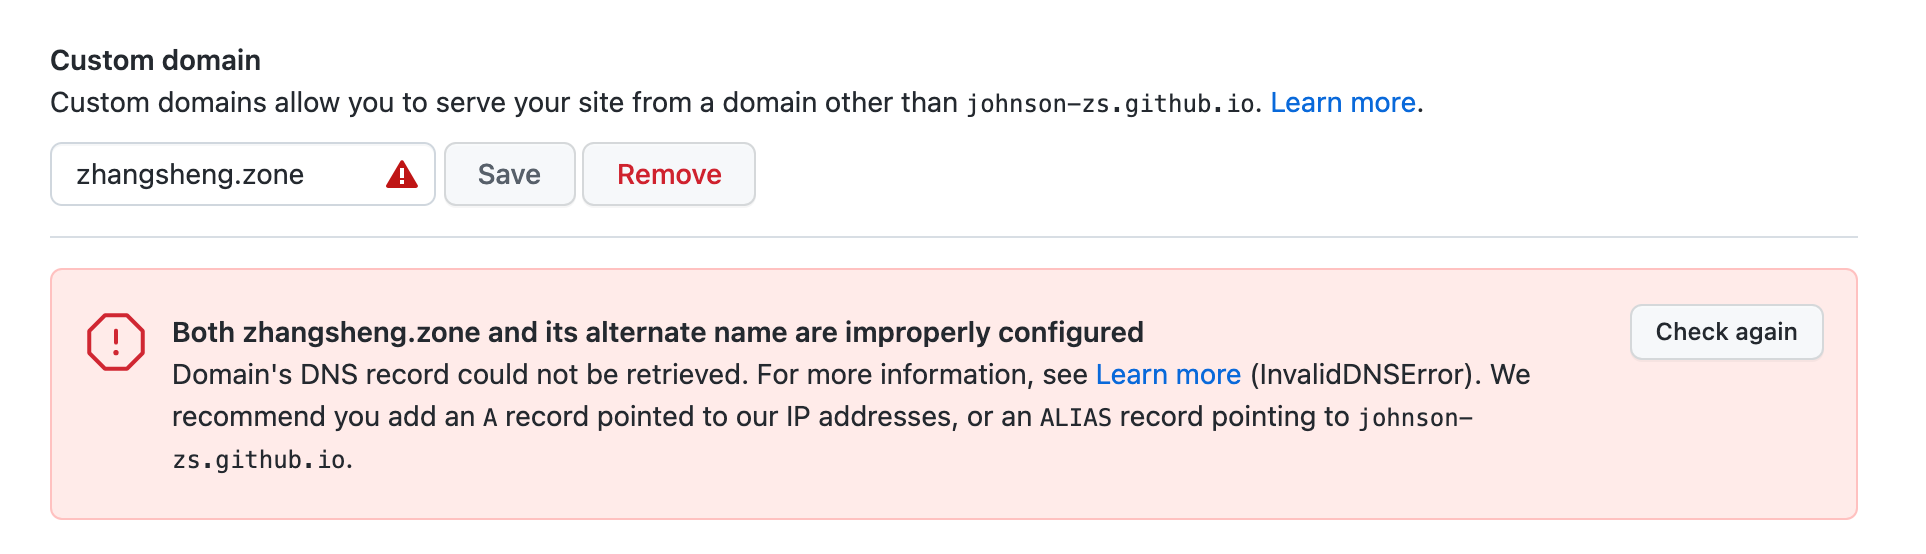 Custom domain
Custom domains allow you to serve your site from a domain other than johnson-zs.github.io. Learn more.
zhangsheng.zone Save Remove
Both zhangsheng.zone and its alternate name are improperly configured
Check again
Domain's DNS record could not be retrieved. For more information, see Learn more (InvalidDNSError). We
recommend you add an A record pointed to our IP addresses, or an ALIAS record pointing to johnson-
zs.github.io.